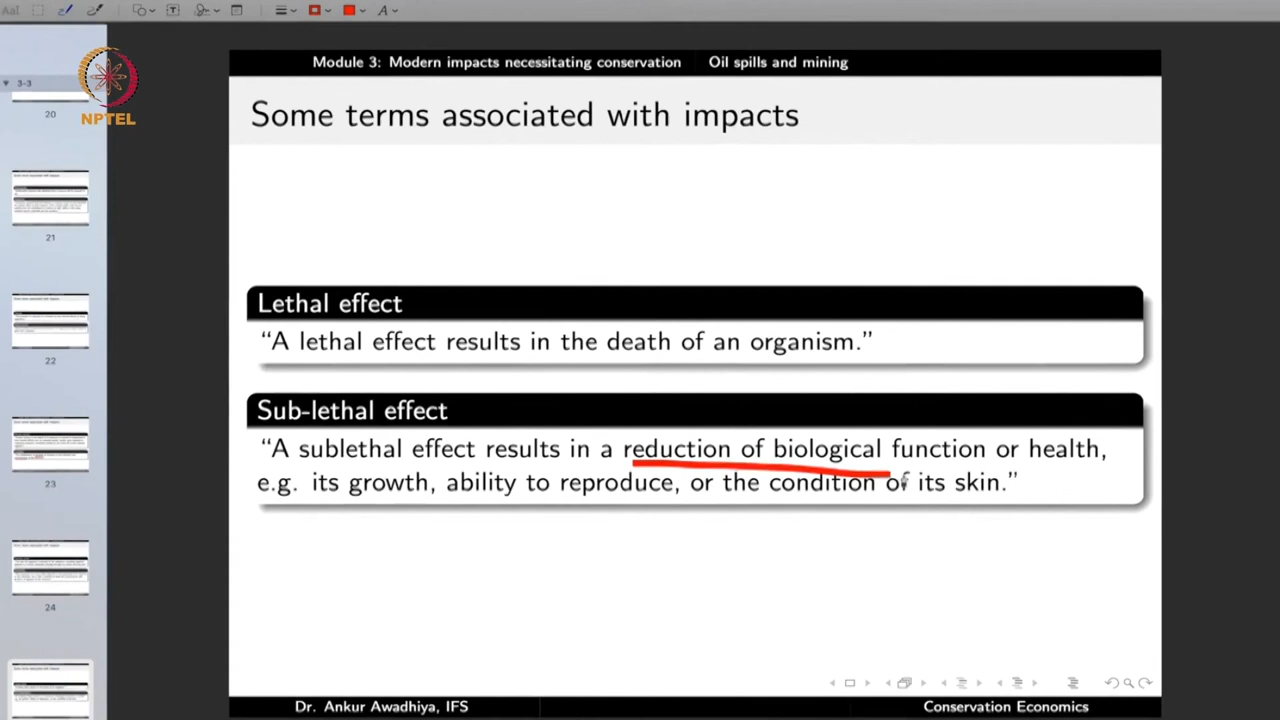 3-3
20
NPTEL
21
22
23
24
Module 3: Modern impacts necessitating conservation Oil spills and mining
Some terms associated with impacts
Lethal effect
“A lethal effect results in the death of an organism.”
Sub-lethal effect
“A sublethal effect results in a reduction of biological function or health,
e.g. its growth, ability to reproduce, or the condition of its skin.”
Dr. Ankur Awadhiya, IFS Conservation Economics